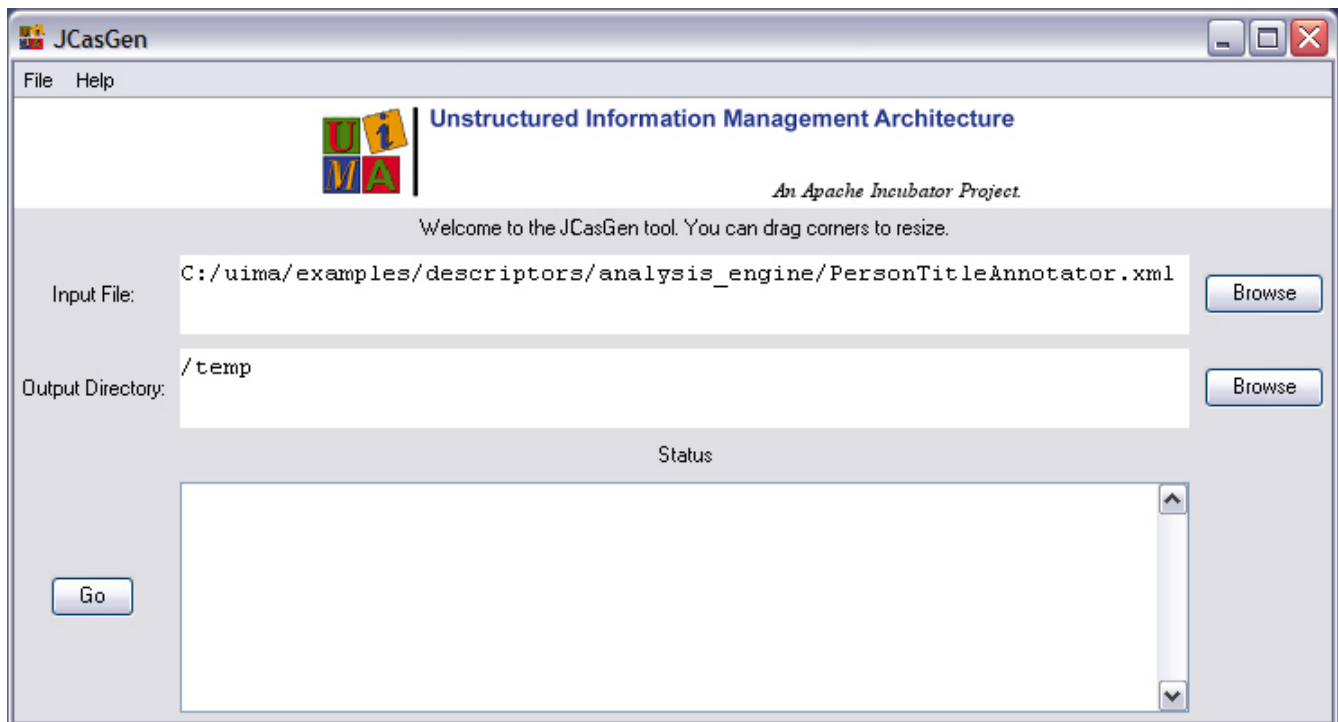 JCasGen
File Help
U i
M A
Unstructured Information Management Architecture
An Apache Incubator Project.
Welcome to the JCasGen tool. You can drag corners to resize.
Input File:
C:/uima/examples/descriptors/analysis_engine/PersonTitleAnnotator.xml
Browse
Output Directory:
/temp
Browse
Status
Go